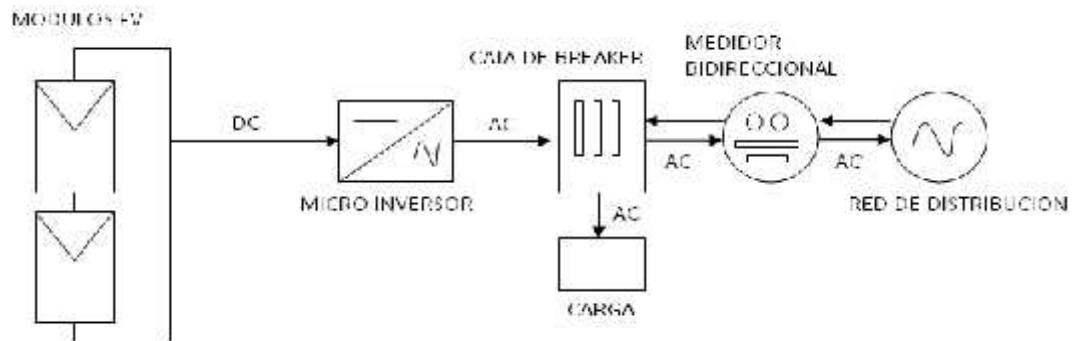 MODULOS FV
CAJA DE BREAKER
MEDIDOR
BIDIRECCIONAL
DC
AC
AC
AC
MICRO INVERSOR
RED DE DISTRIBUCION
AC
CARGA